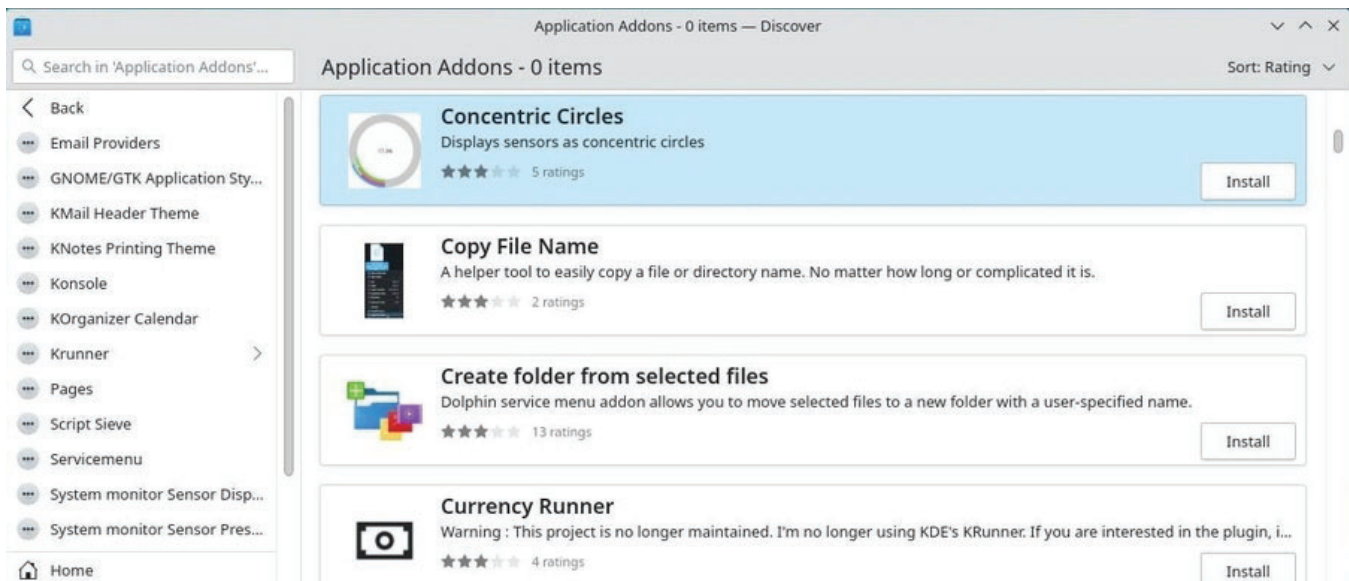 Application Addons - 0 items — Discover
Search in 'Application Addons'...
Application Addons - 0 items
Sort: Rating
Back
Email Providers
GNOME/GTK Application Sty...
KMail Header Theme
KNotes Printing Theme
Konsole
KOrganizer Calendar
Krunner
Pages
Script Sieve
Servicemenu
System monitor Sensor Disp...
System monitor Sensor Pres...
Home
Concentric Circles
Displays sensors as concentric circles
5 ratings
Install
Copy File Name
A helper tool to easily copy a file or directory name. No matter how long or complicated it is.
2 ratings
Install
Create folder from selected files
Dolphin service menu addon allows you to move selected files to a new folder with a user-specified name.
13 ratings
Install
Currency Runner
Warning : This project is no longer maintained. I'm no longer using KDE's KRunner. If you are interested in the plugin, i...
4 ratings
Install